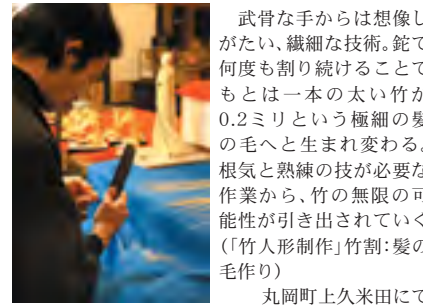 武骨な手からは想像し
がたい、繊細な技術。鉈で
何度も割り続けることで
もとは一本の太い竹が
0.2ミリという極細の髪
の毛へと生まれ変わる。
根気と熟練の技が必要な
作業から、竹の無限の可
能性が引き出されていく
(「竹人形制作」竹割:髪の
毛作り)
丸岡町上久米田にて